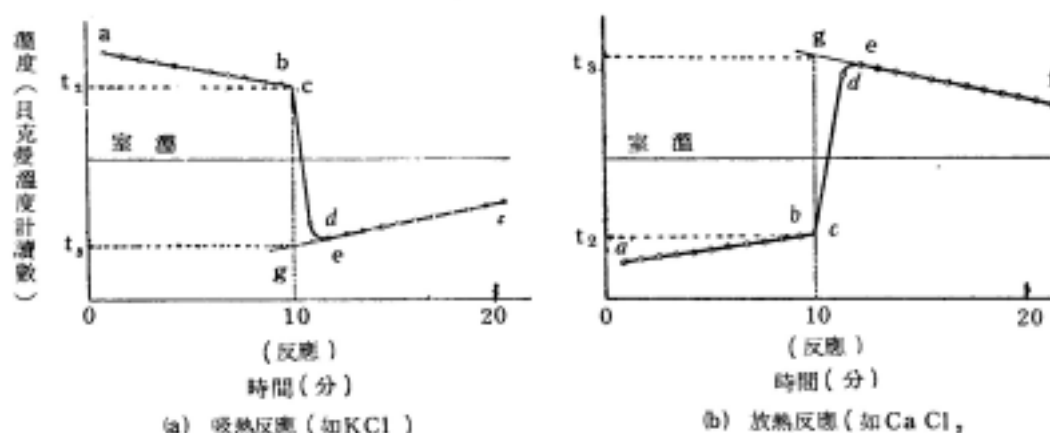 溫度(貝克曼溫度計讀數)
a
b
c
t₁
室溫
d
t₃
e
g
0
10
20
(反應)
時間(分)
(a) 吸熱反應(如KCl)
g
e
t₃
d
室溫
b
c
t₂
a
0
10
20
(反應)
時間(分)
(b) 放熱反應(如CaCl₂